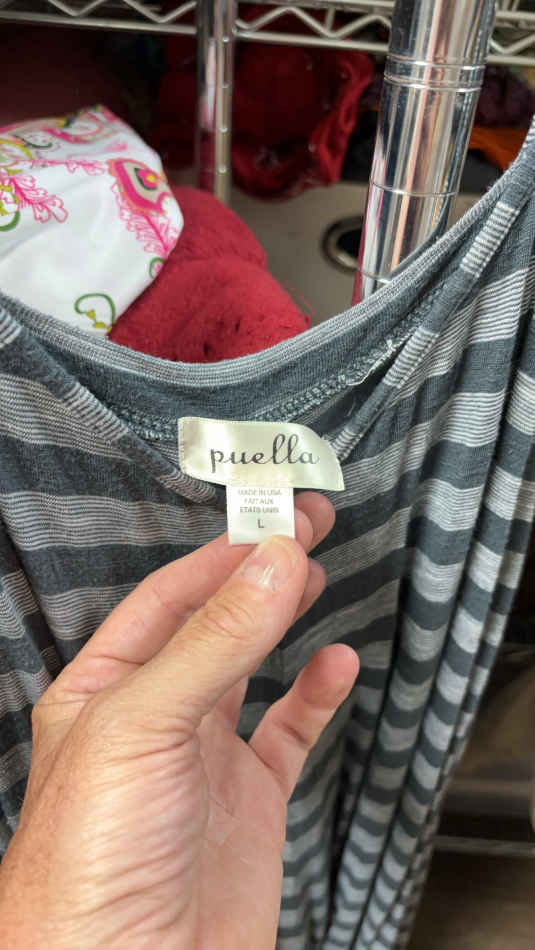 puella
MADE IN USA
FAIT AUX
ETATS UNIS
L